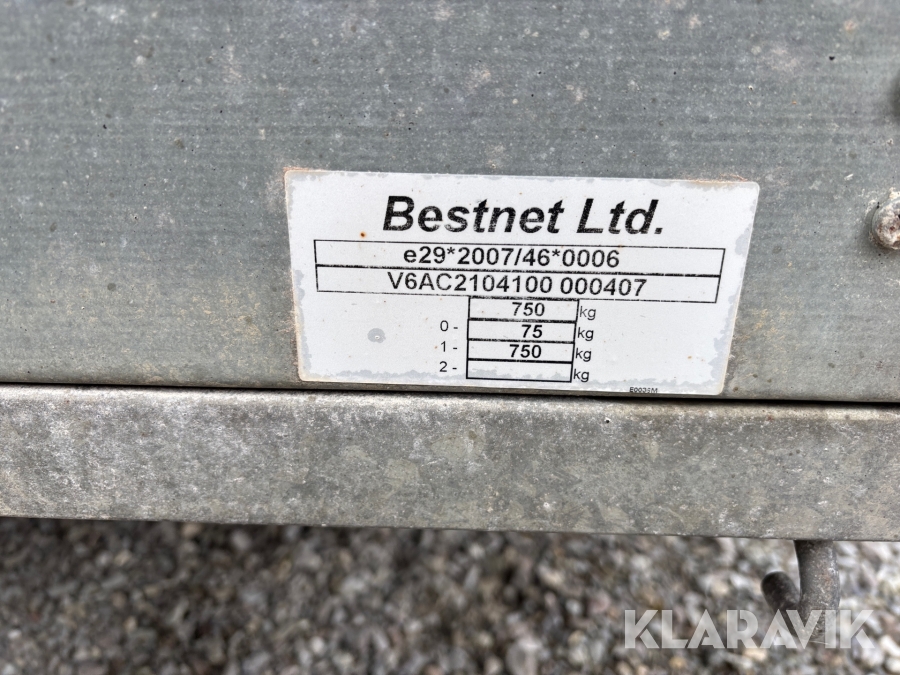 Bestnet Ltd.
e29*2007/46*0006
V6AC2104100 000407
750 kg
0 - 75 kg
1 - 750 kg
2 - kg
E0039M
KLARAVIK